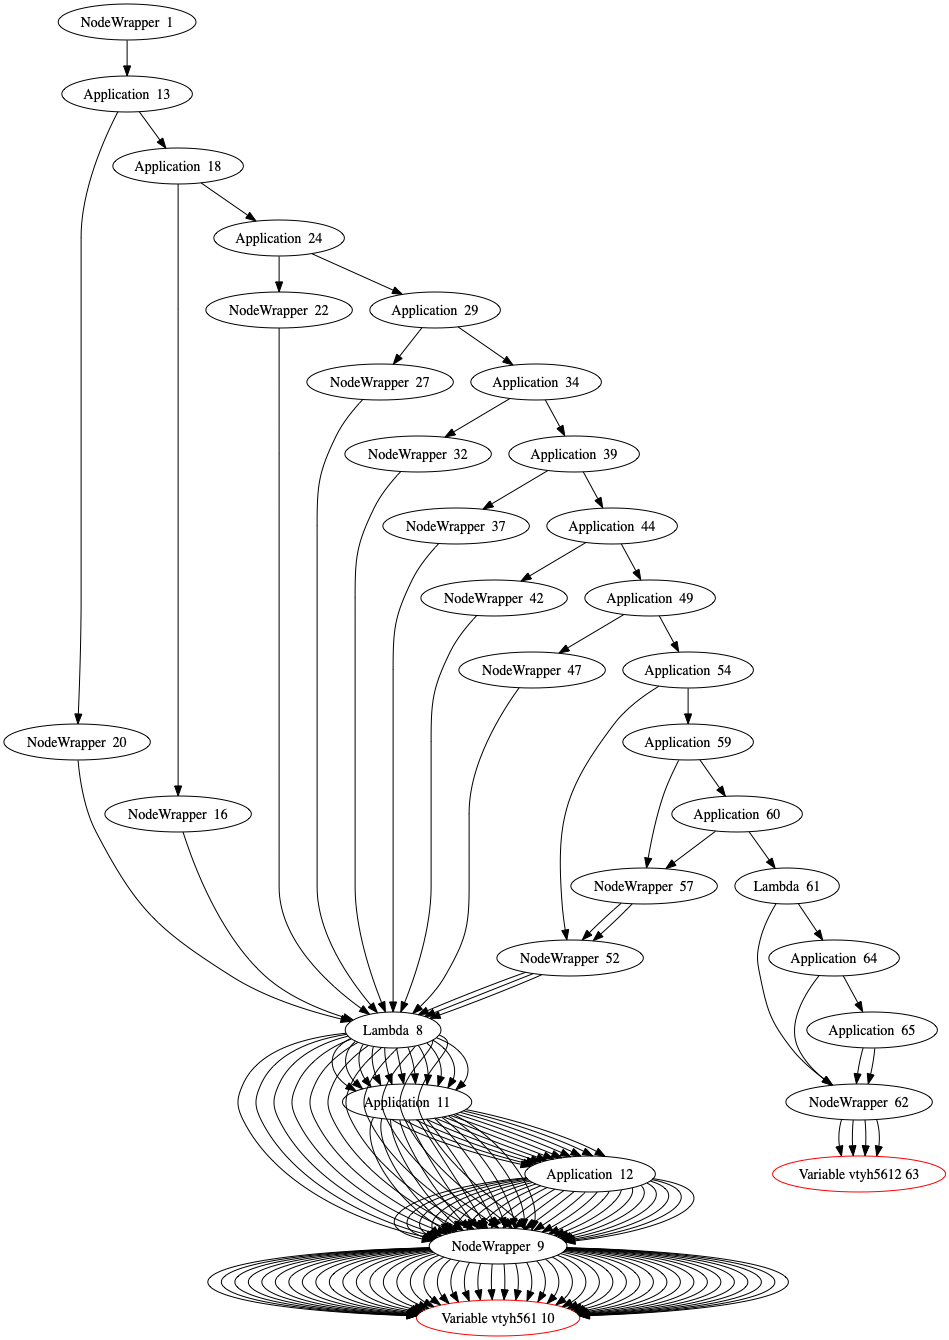 NodeWrapper 1
Application 13
Application 18
Application 24
NodeWrapper 22
Application 29
NodeWrapper 27
Application 34
NodeWrapper 32
Application 39
NodeWrapper 37
Application 44
NodeWrapper 42
Application 49
NodeWrapper 47
Application 54
NodeWrapper 20
Application 59
NodeWrapper 16
Application 60
NodeWrapper 57
Lambda 61
NodeWrapper 52
Application 64
Lambda 8
Application 65
Application 11
NodeWrapper 62
Application 12
Variable vtyh5612 63
NodeWrapper 9
Variable vtyh561 10